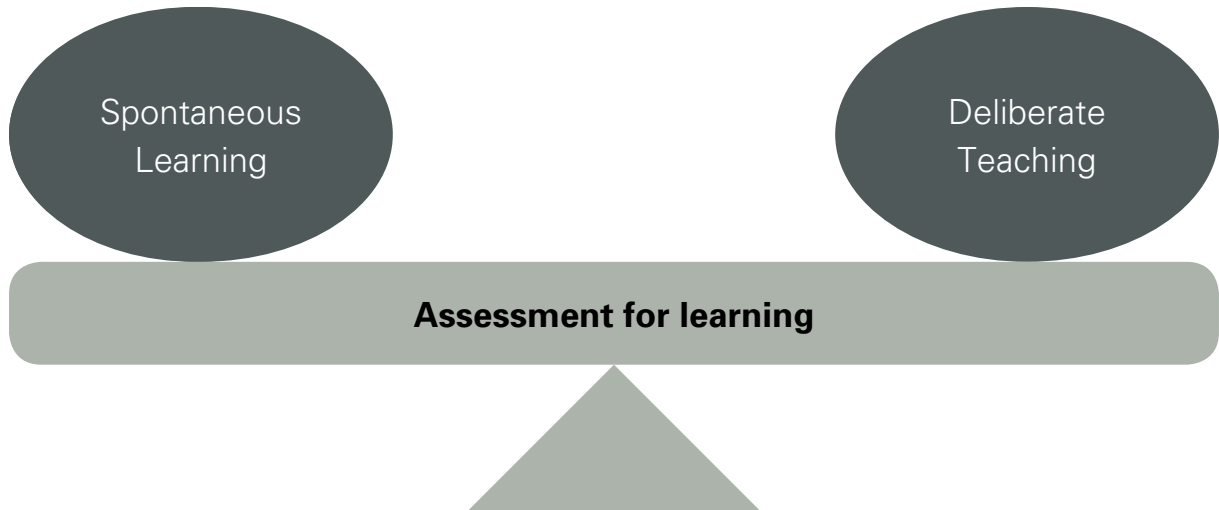 Spontaneous
Learning
Deliberate
Teaching
Assessment for learning